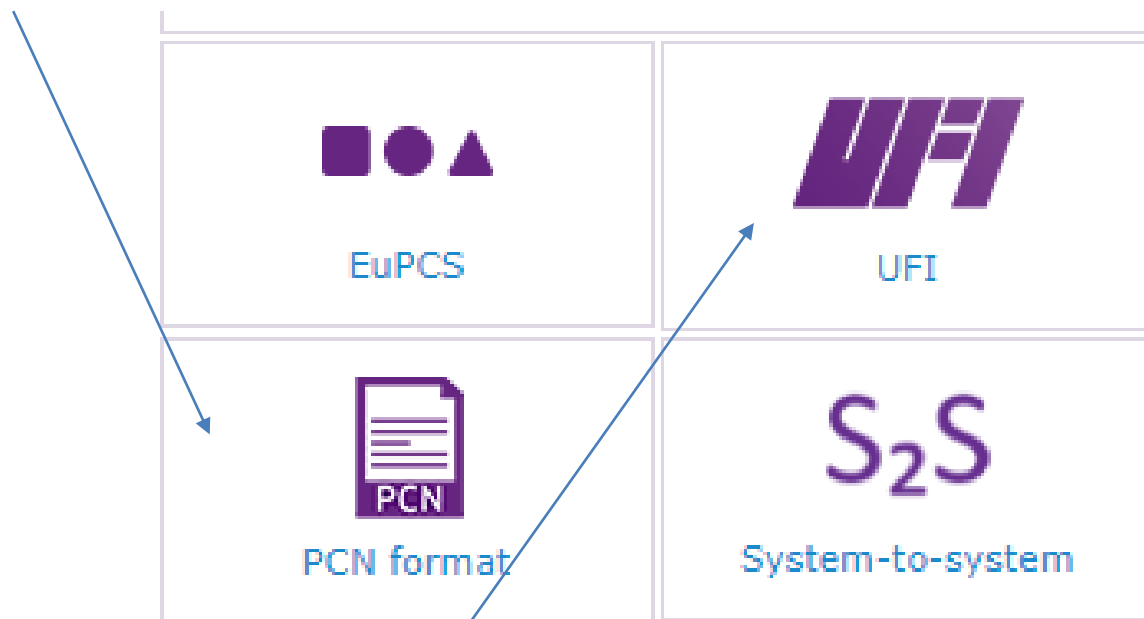 UFI
EuPCS
UFI
PCN
S₂S
PCN format
System-to-system